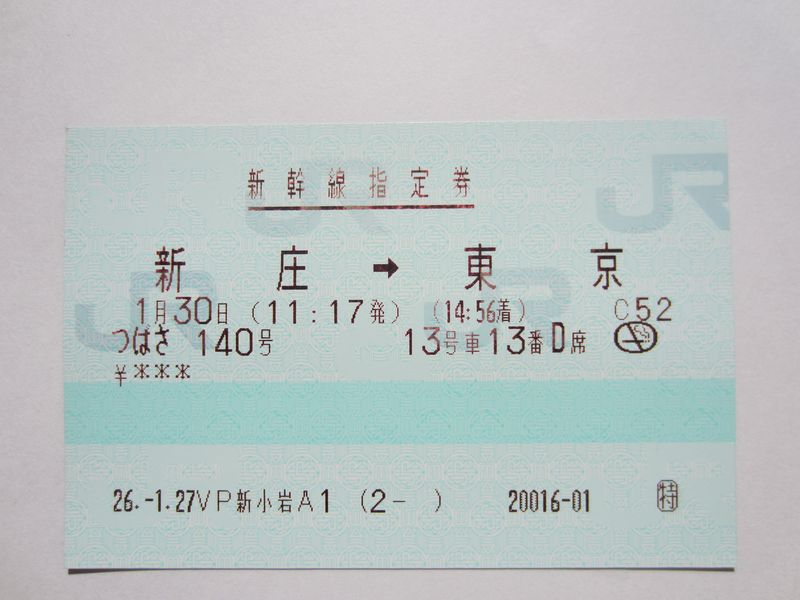 新幹線指定券
新庄 → 東京
1月30日 (11:17発) (14:56着) C52
つばさ 140号 13号車13番D席
¥***
26.-1.27VP新小岩A1 (2- ) 20016-01 特